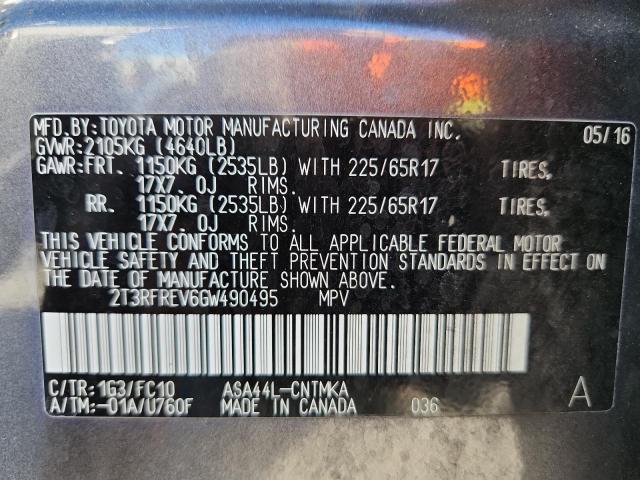 MFD.BY:TOYOTA MOTOR MANUFACTURING CANADA INC. 05/16
GVWR:2105KG (4640LB)
GAWR:FRT. 1150KG (2535LB) WITH 225/65R17 TIRES,
17X7. 0J RIMS.
RR. 1150KG (2535LB) WITH 225/65R17 TIRES,
17X7. 0J RIMS.
THIS VEHICLE CONFORMS TO ALL APPLICABLE FEDERAL MOTOR
VEHICLE SAFETY AND THEFT PREVENTION STANDARDS IN EFFECT ON
THE DATE OF MANUFACTURE SHOWN ABOVE.
2T3RFREV6GW490495 MPV
C/TR:1G3/FC10 ASA44L-CNTMKA
A/TM:-01A/U760F MADE IN CANADA 036 A